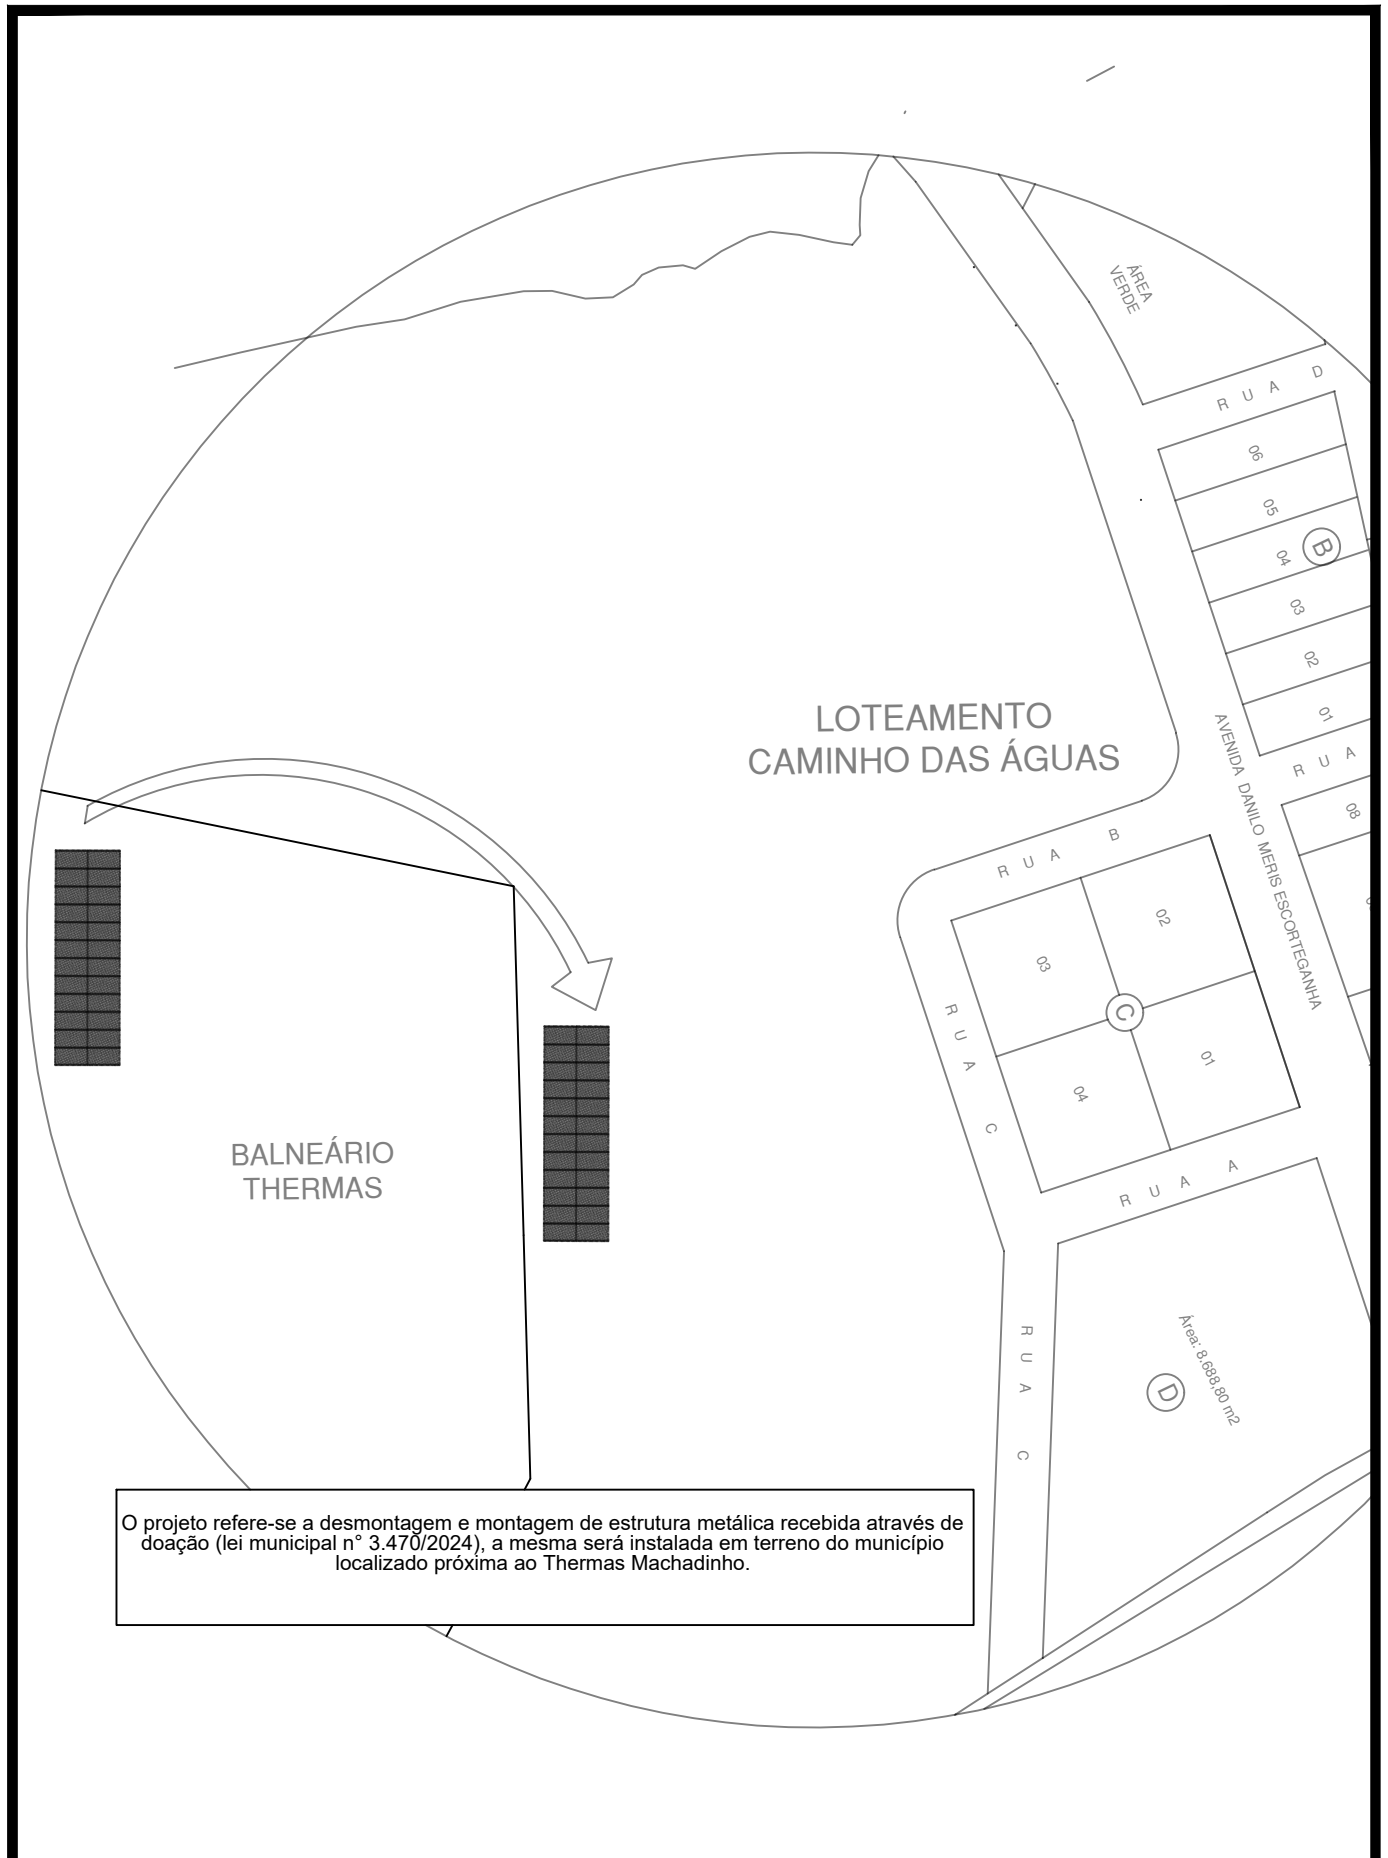 ÁREA
VERDE
RUA D
06
05
04
B
03
02
01
RUA
08
AVENIDA DANILO MERIS ESCORTEGANHA
LOTEAMENTO
CAMINHO DAS ÁGUAS
RUA B
02
03
C
01
04
RUA C
RUA A
BALNEÁRIO
THERMAS
RUA C
Área: 8.688,80 m2
D
O projeto refere-se a desmontagem e montagem de estrutura metálica recebida através de
doação (lei municipal n° 3.470/2024), a mesma será instalada em terreno do município
localizado próxima ao Thermas Machadinho.